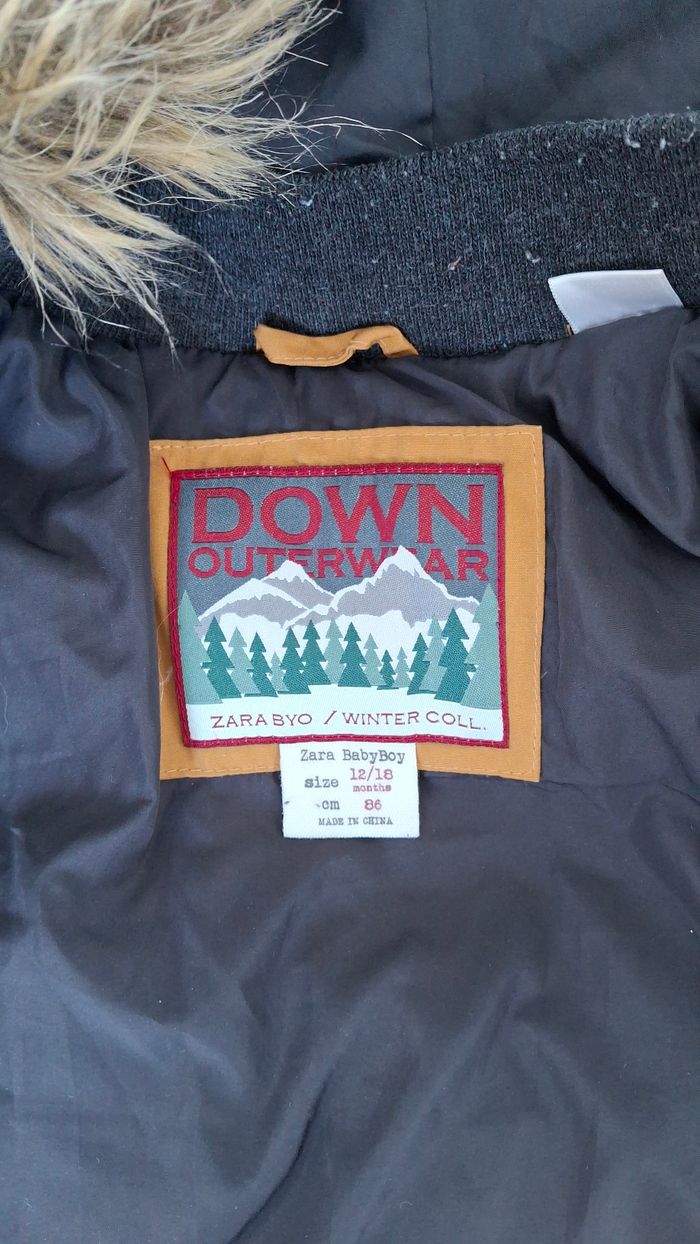 DOWN
OUTERWEAR
ZARA BYO / WINTER COLL.
Zara BabyBoy
size 12/18
months
cm 86
MADE IN CHINA